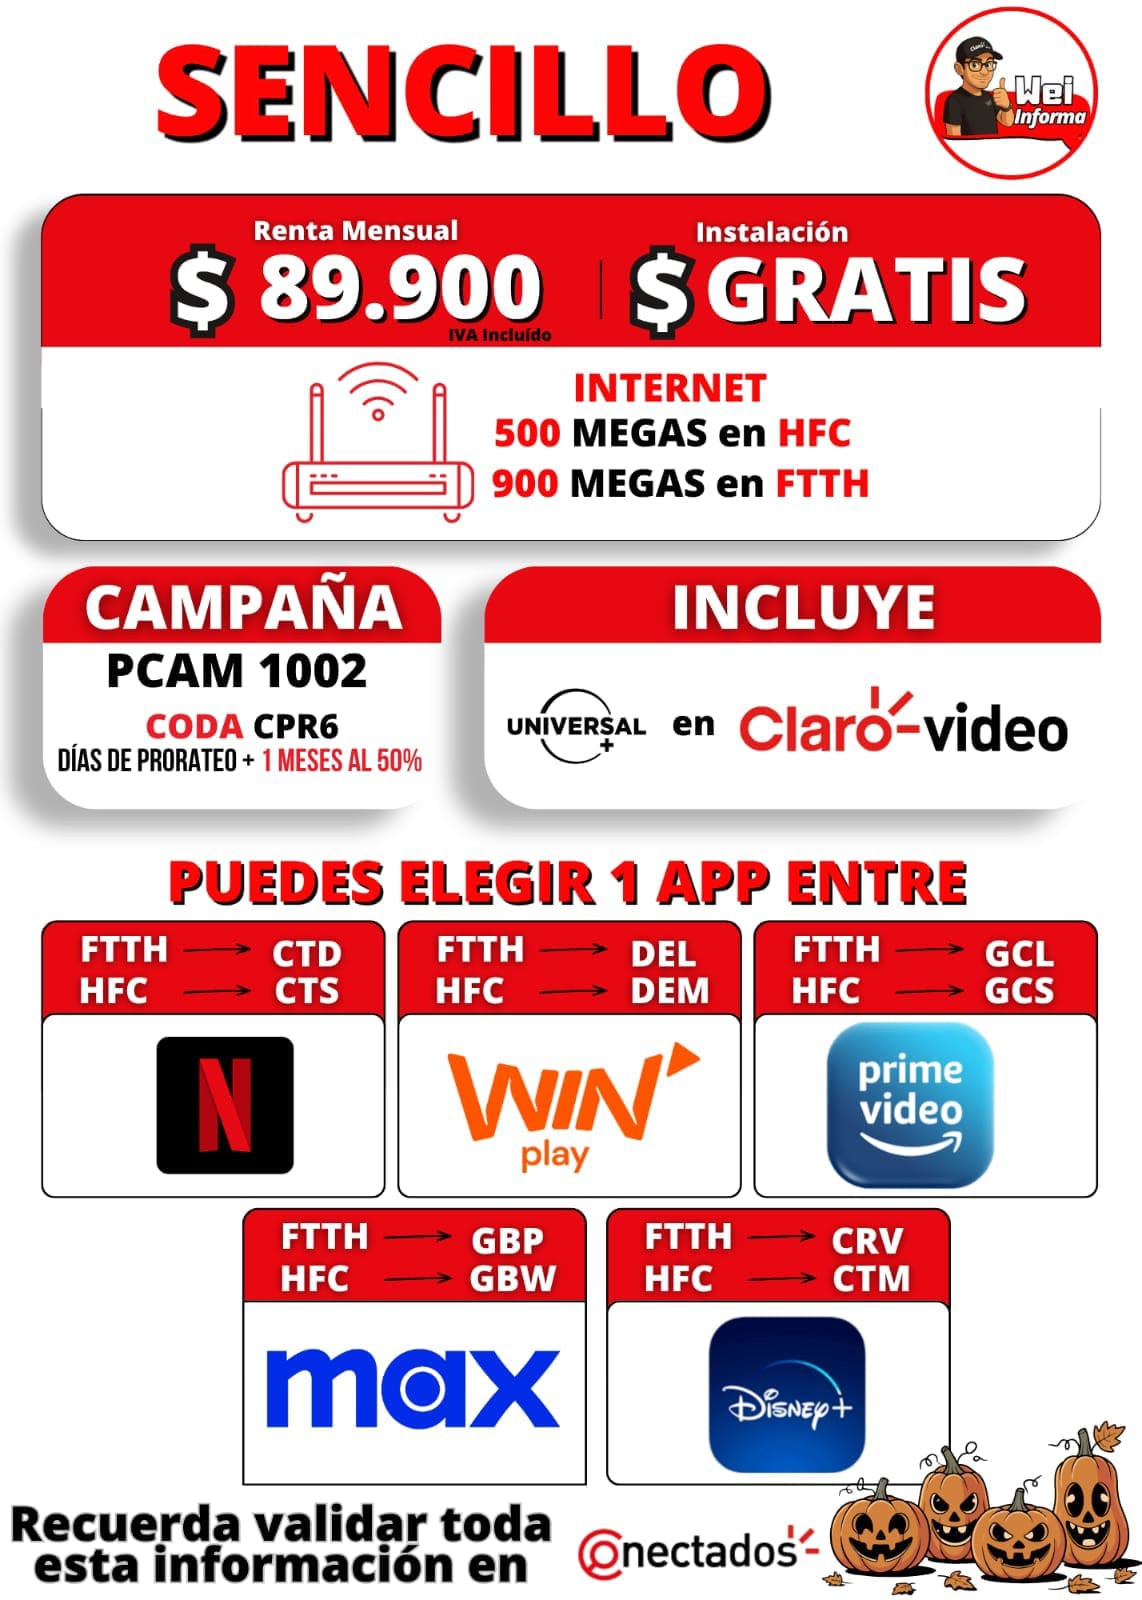 SENCILLO
Claro
Wei
Informa
Renta Mensual
$ 89.900
IVA Incluído
Instalación
$ GRATIS
INTERNET
500 MEGAS en HFC
900 MEGAS en FTTH
CAMPAÑA
PCAM 1002
CODA CPR6
DÍAS DE PRORATEO + 1 MESES AL 50%
INCLUYE
UNIVERSAL+ en Claro-video
PUEDES ELEGIR 1 APP ENTRE
FTTH CTD
HFC CTS
N
FTTH DEL
HFC DEM
WIN
play
FTTH GCL
HFC GCS
prime
video
FTTH GBP
HFC GBW
max
FTTH CRV
HFC CTM
Disney+
Recuerda validar toda
esta información en
Conectados